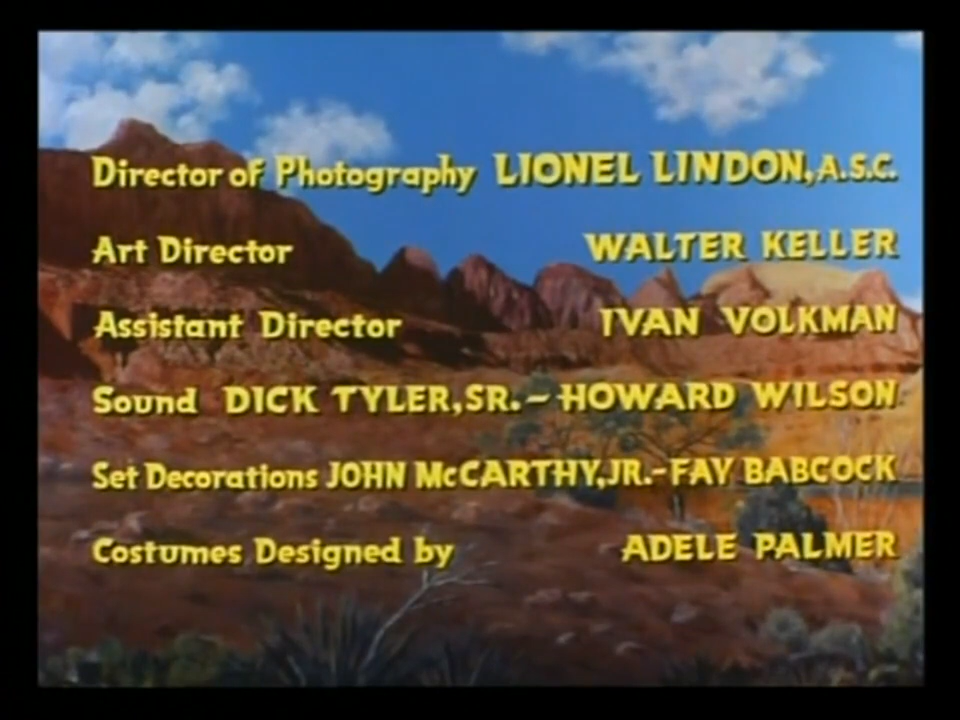 Director of Photography LIONEL LINDON, A.S.C.
Art Director WALTER KELLER
Assistant Director IVAN VOLKMAN
Sound DICK TYLER, SR. – HOWARD WILSON
Set Decorations JOHN McCARTHY, JR. – FAY BABCOCK
Costumes Designed by ADELE PALMER